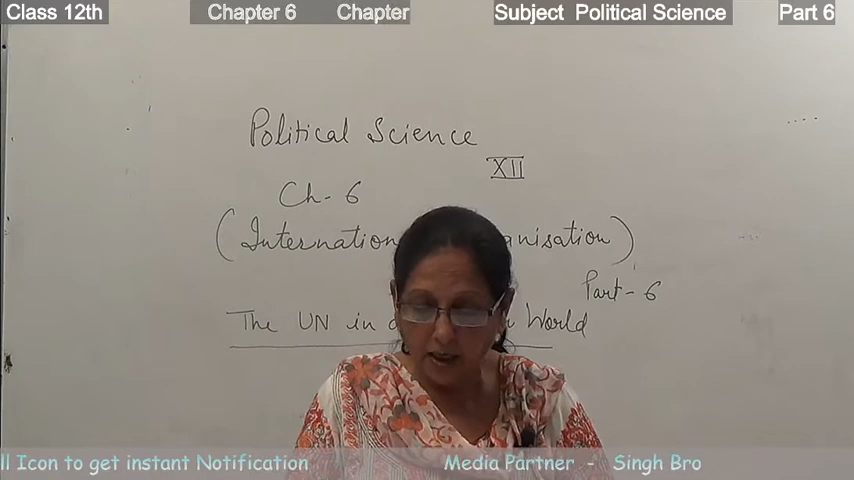 Class 12th Chapter 6 Chapter Subject Political Science Part 6
Political Science
XII
Ch- 6
(Internation anisation)
Part- 6
The UN in World
ll Icon to get instant Notification Media Partner - Singh Bro